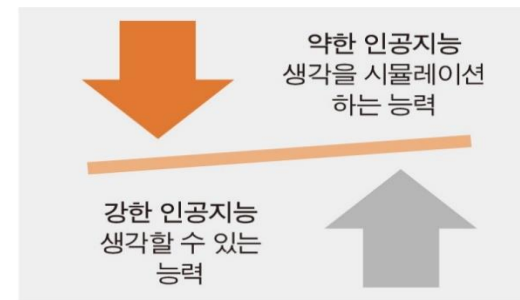 약한 인공지능
생각을 시뮬레이션
하는 능력
강한 인공지능
생각할 수 있는
능력